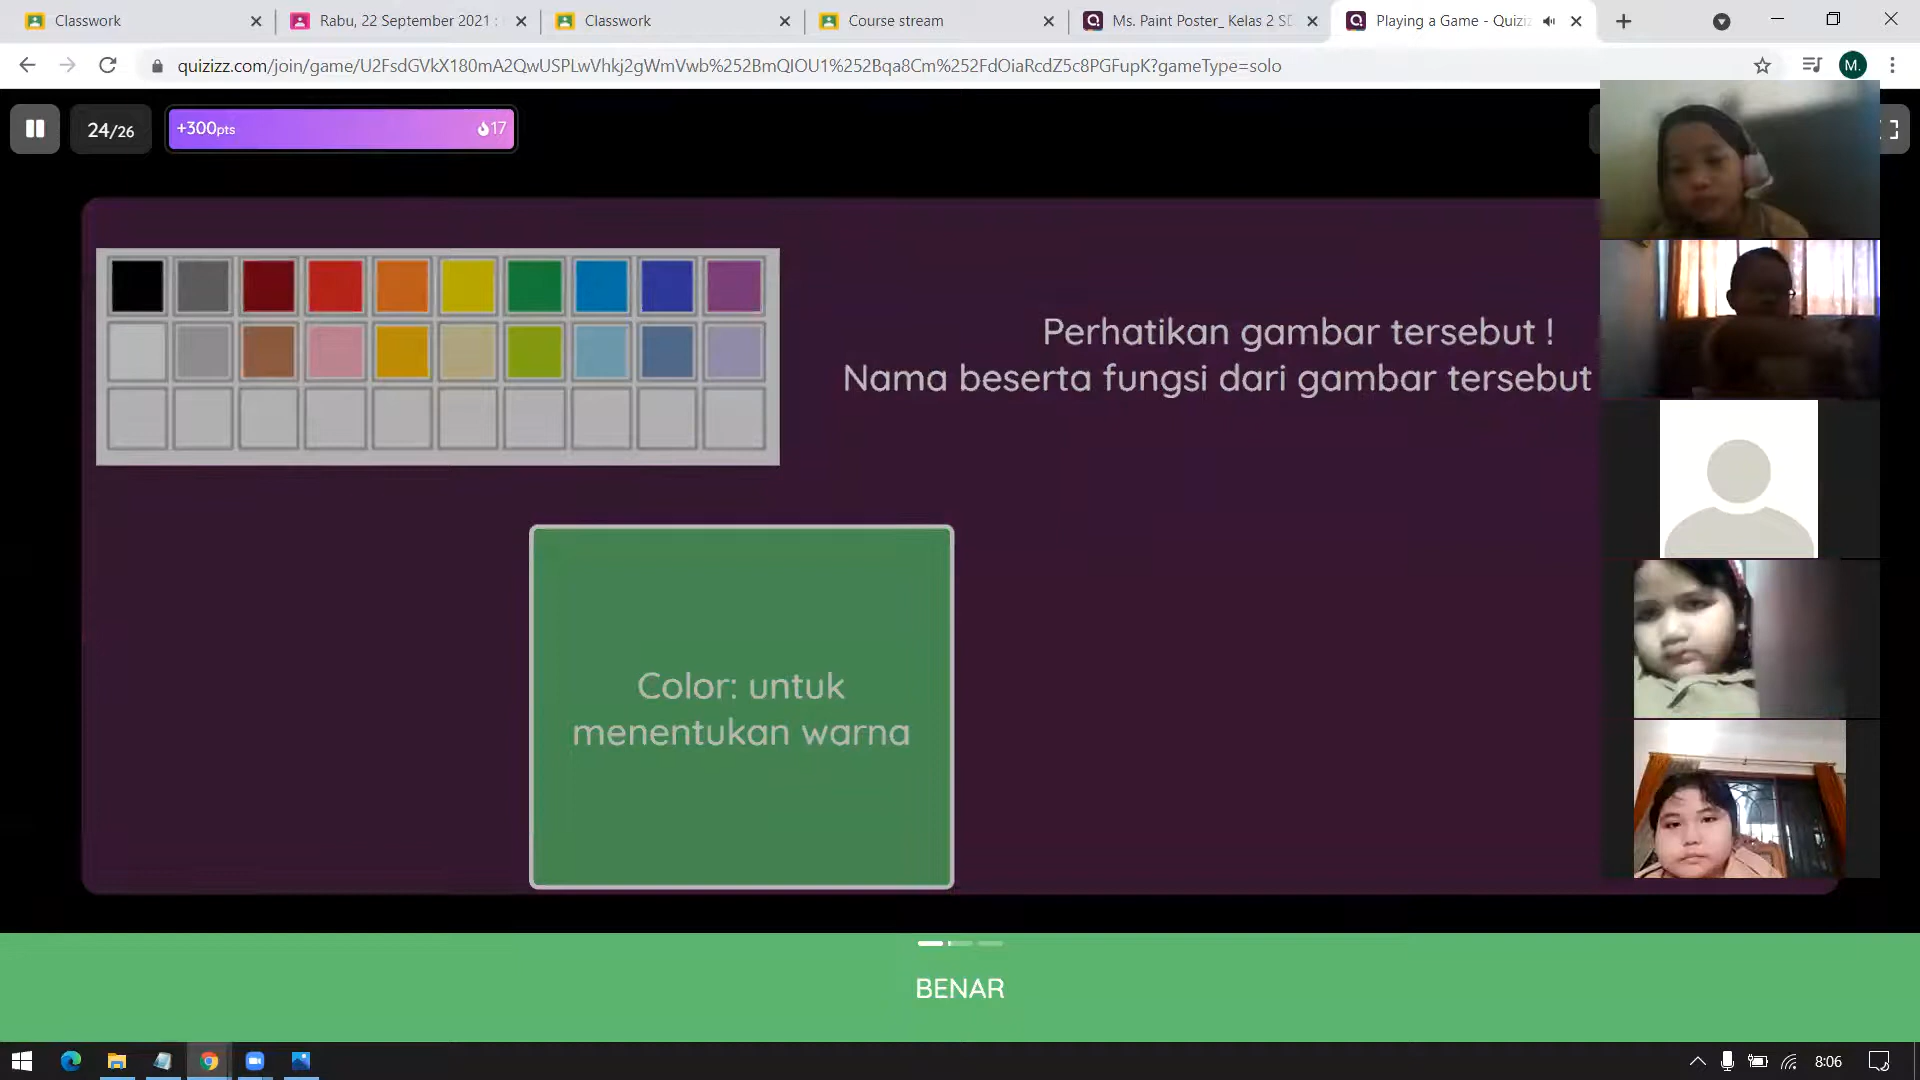 Classwork
Rabu, 22 September 2021 :
Classwork
Course stream
Ms. Paint Poster_ Kelas 2 SD
Playing a Game - Quiziz
quizizz.com/join/game/U2FsdGVkX180mA2QwUSPLwVhkj2gWmVwb%252BmQIOU1%252Bqa8Cm%252FdOiaRcdZ5c8PGFupK?gameType=solo
M.
24/26
+300pts
17
Perhatikan gambar tersebut !
Nama beserta fungsi dari gambar tersebut
Color: untuk
menentukan warna
BENAR
8:06